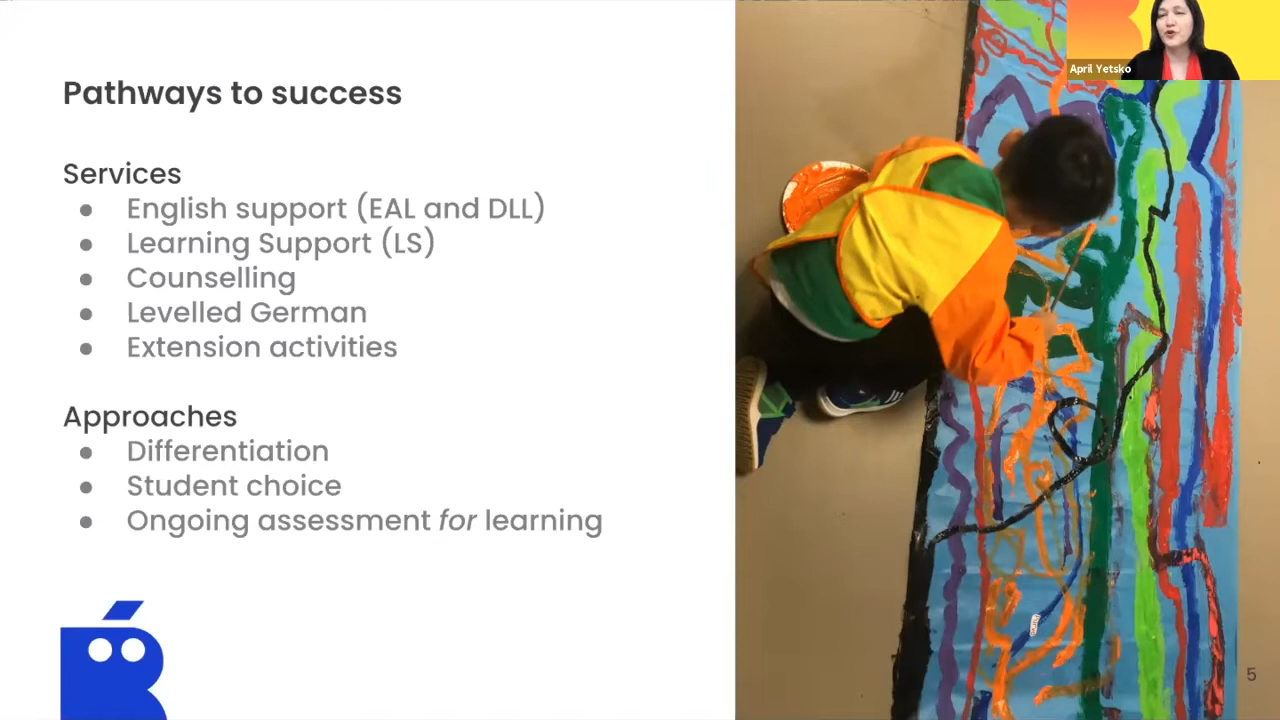 April Yetsko
Pathways to success
Services
● English support (EAL and DLL)
● Learning Support (LS)
● Counselling
● Levelled German
● Extension activities
Approaches
● Differentiation
● Student choice
● Ongoing assessment for learning
5